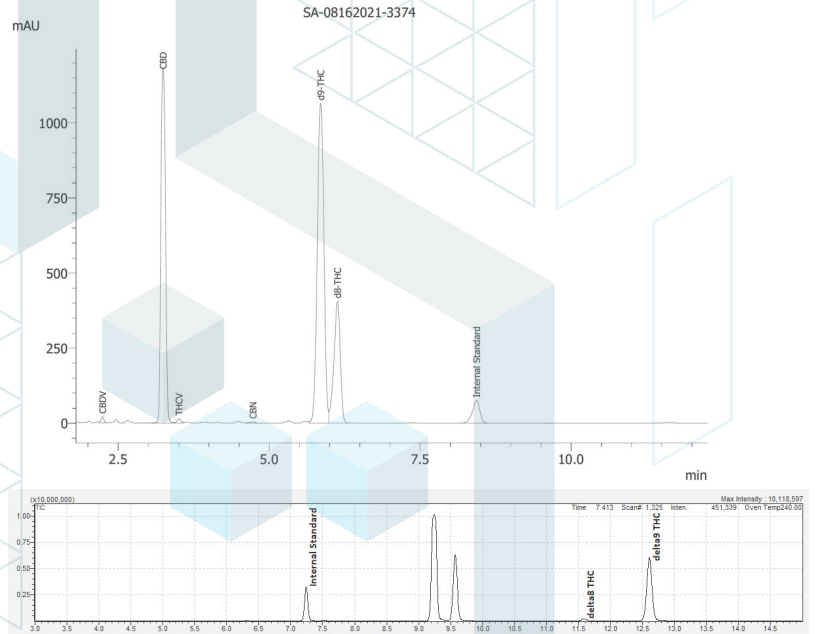 SA-08162021-3374
mAU
CBD
d9-THC
d8-THC
Internal Standard
CBDV
THCV
CBN
1000
750
500
250
0
2.5 5.0 7.5 10.0
min
(x10,000,000) Max Intensity : 10,118,597
TIC Time 7.413 Scan# 1,325 Inten. 451,339 Oven Temp240.00
1.00
0.75
0.50
0.25
Internal Standard
delta8 THC
delta9 THC
3.0 3.5 4.0 4.5 5.0 5.5 6.0 6.5 7.0 7.5 8.0 8.5 9.0 9.5 10.0 10.5 11.0 11.5 12.0 12.5 13.0 13.5 14.0 14.5